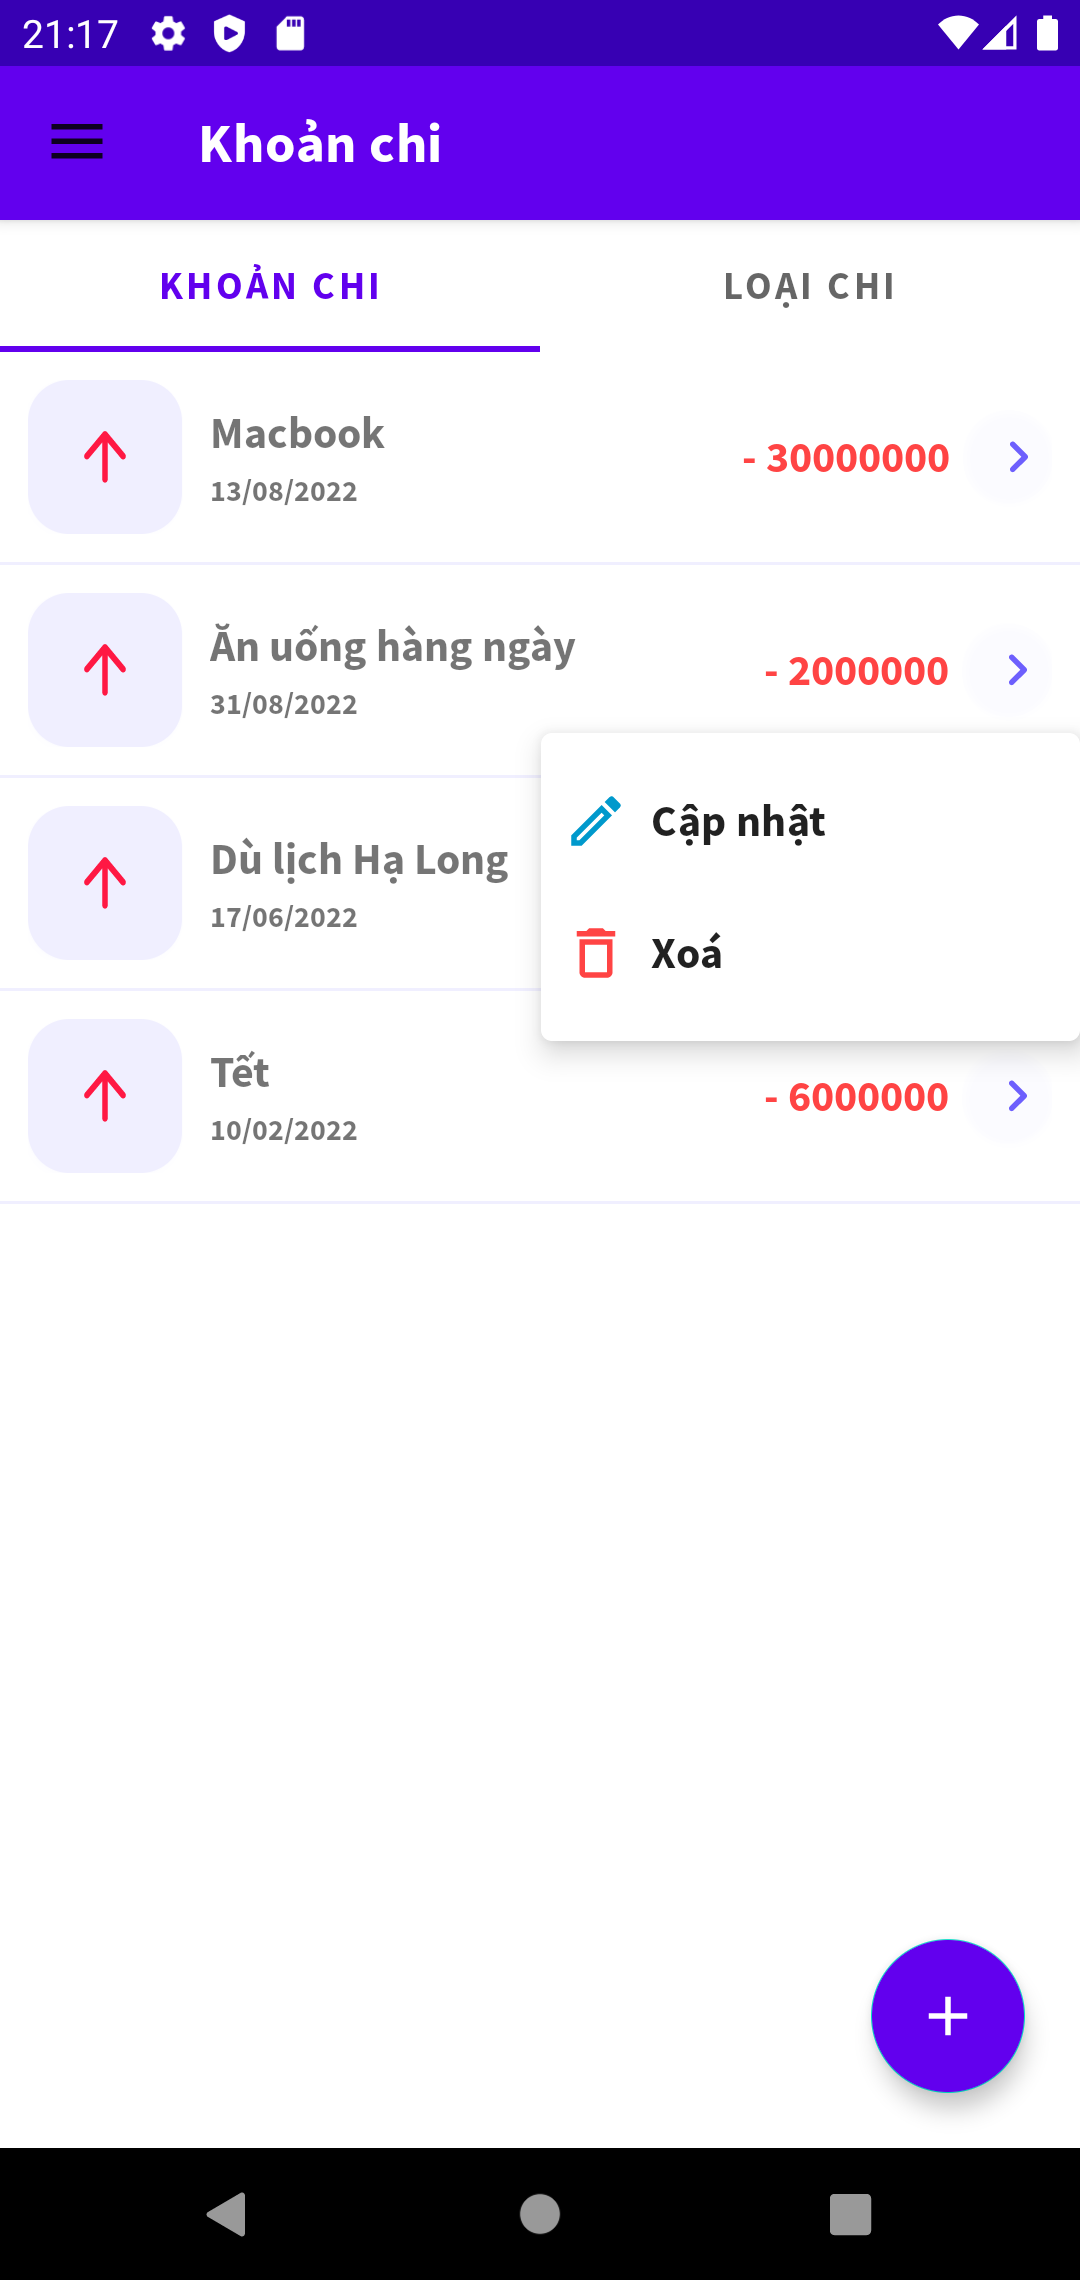 21:17
Khoản chi
KHOẢN CHI
LOẠI CHI
Macbook
13/08/2022
- 30000000
Ăn uống hàng ngày
31/08/2022
- 2000000
Cập nhật
Xoá
Dù lịch Hạ Long
17/06/2022
Tết
10/02/2022
- 6000000